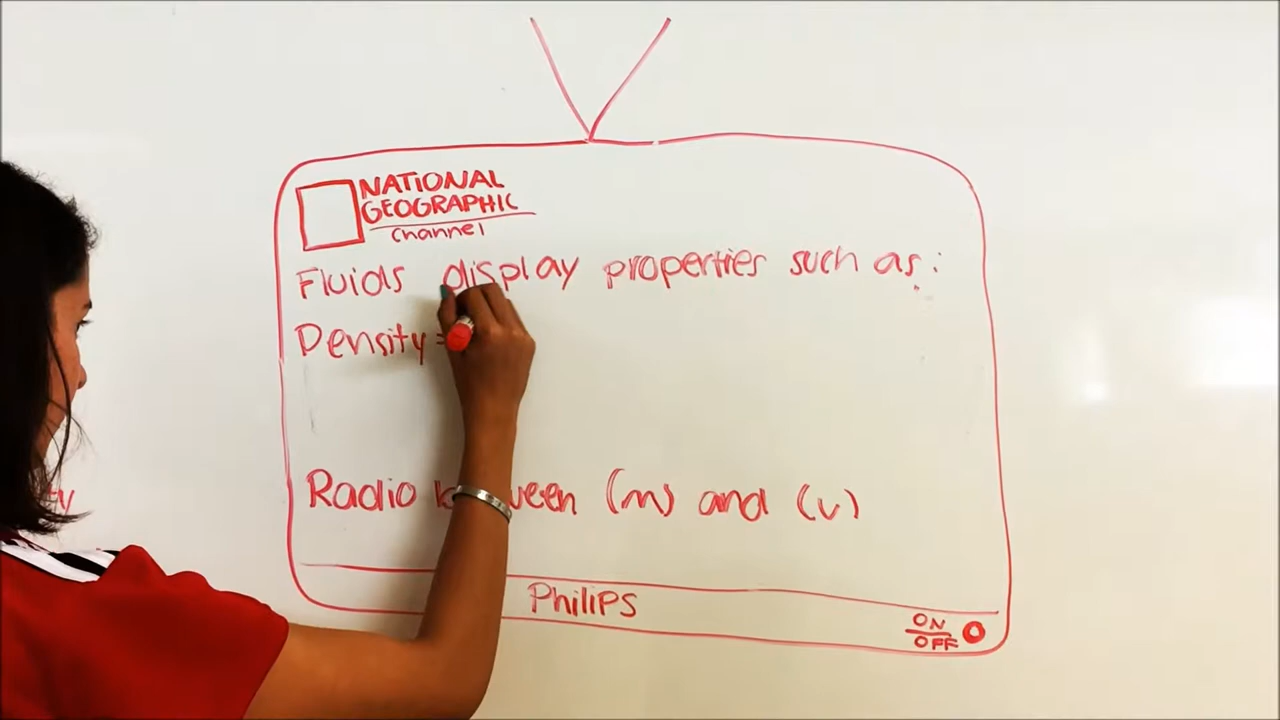 NATIONAL
GEOGRAPHIC
channel
Fluids display properties such as:
Density =
Radio between (m) and (v)
Philips
ON
OFF